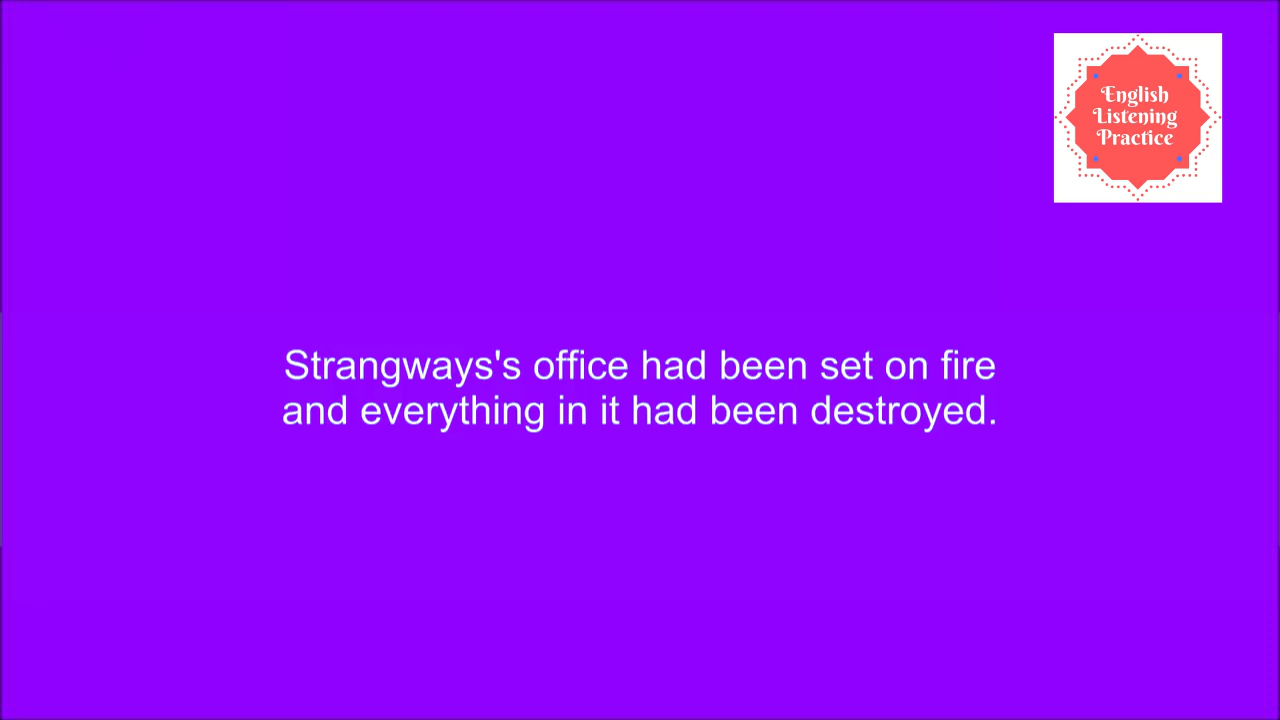 English
Listening
Practice
Strangways's office had been set on fire
and everything in it had been destroyed.